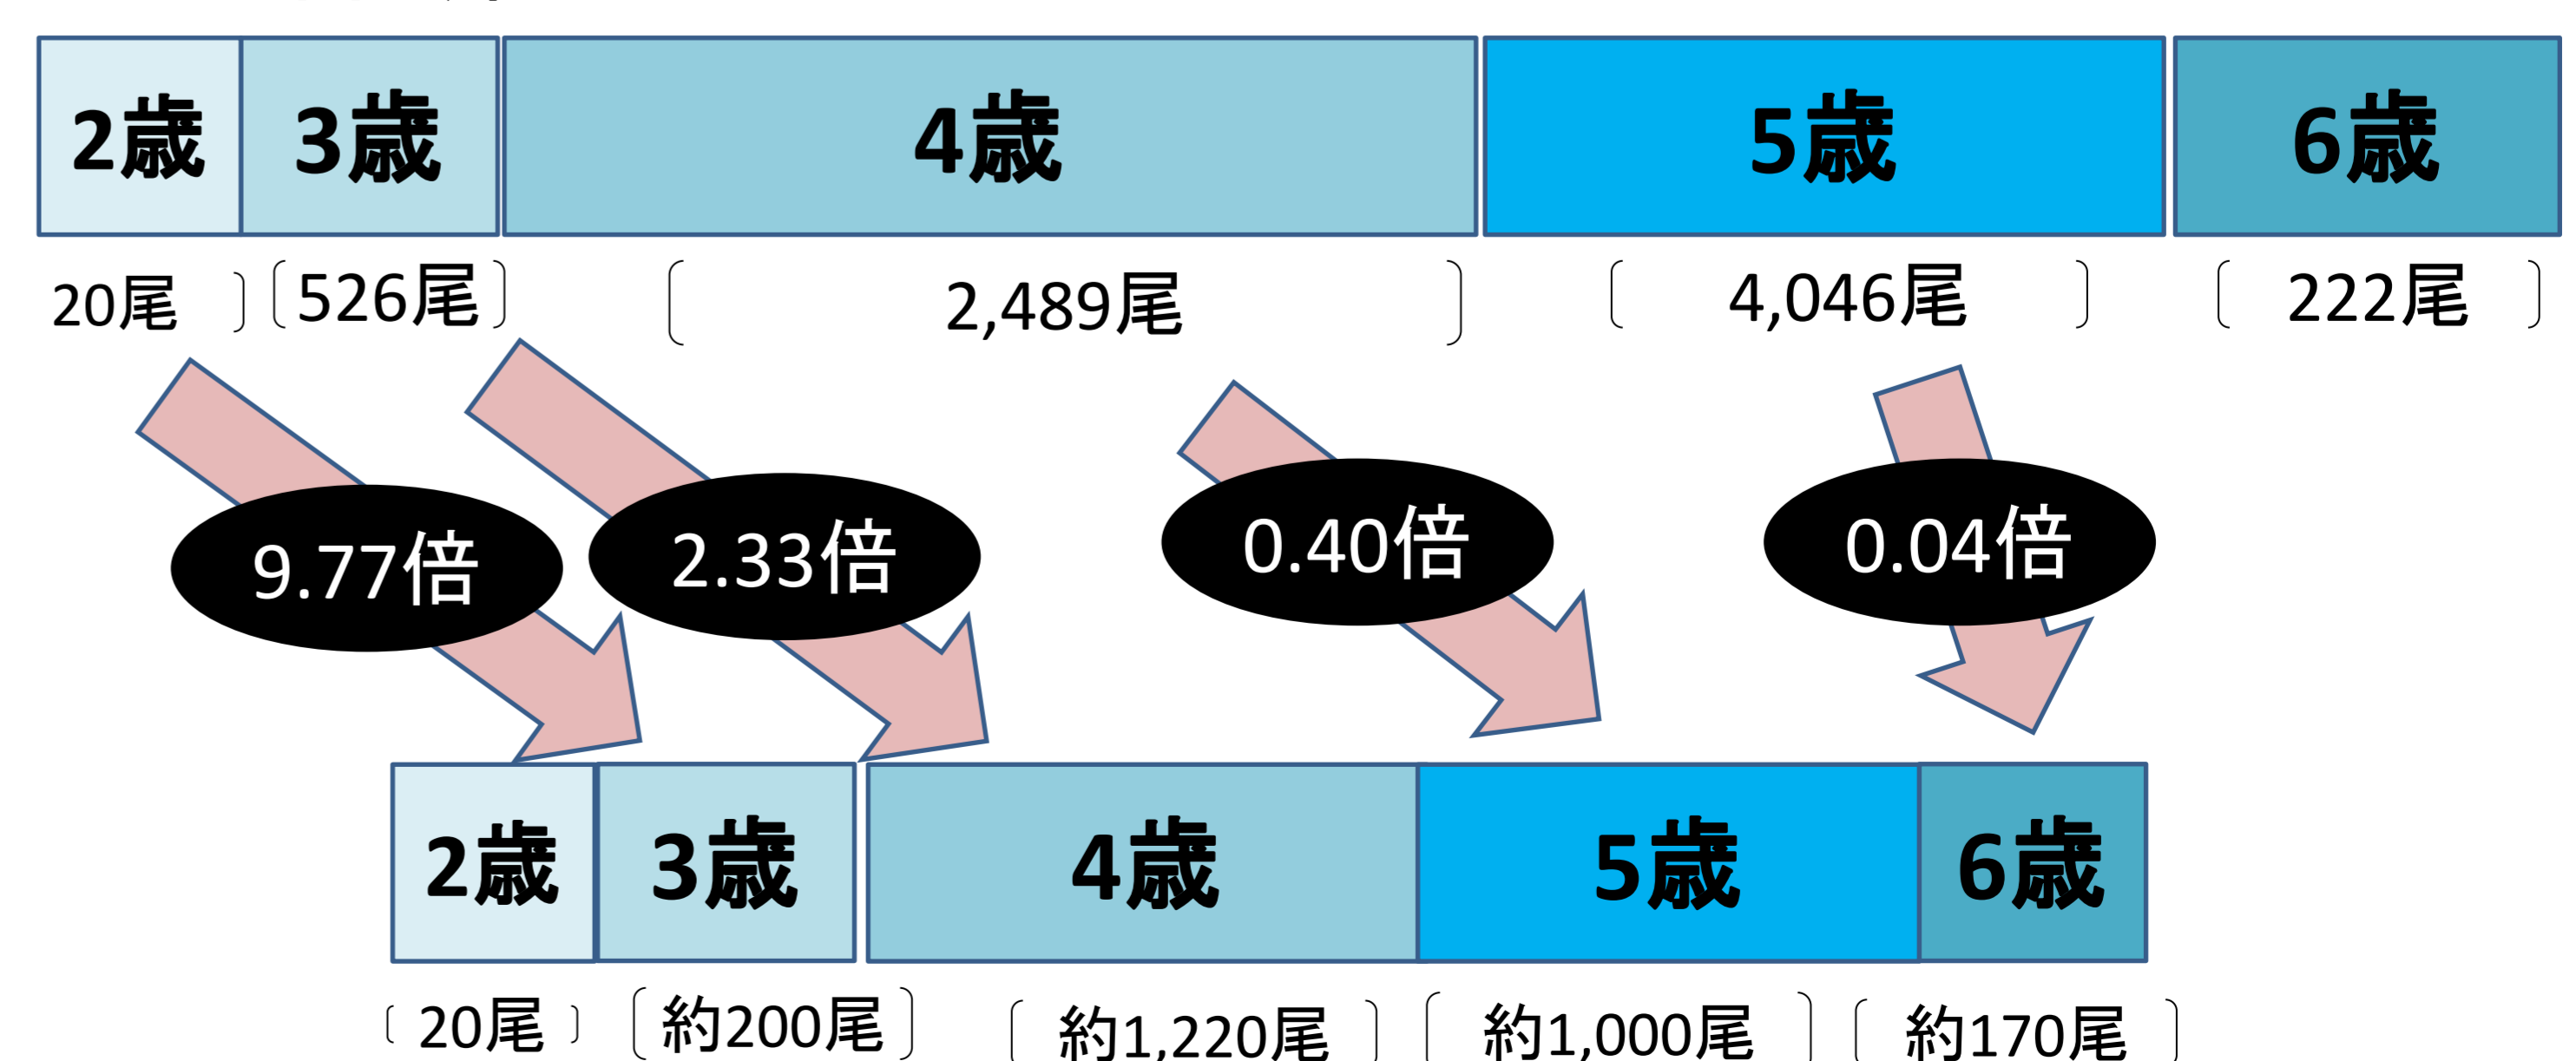 2歳 3歳 4歳 5歳 6歳
20尾 〕〔526尾〕〔 2,489尾 〕〔 4,046尾 〕〔 222尾 〕
9.77倍 2.33倍 0.40倍 0.04倍
2歳 3歳 4歳 5歳 6歳
〔 20尾 〕〔 約200尾 〕〔 約1,220尾 〕〔 約1,000尾 〕〔 約170尾 〕